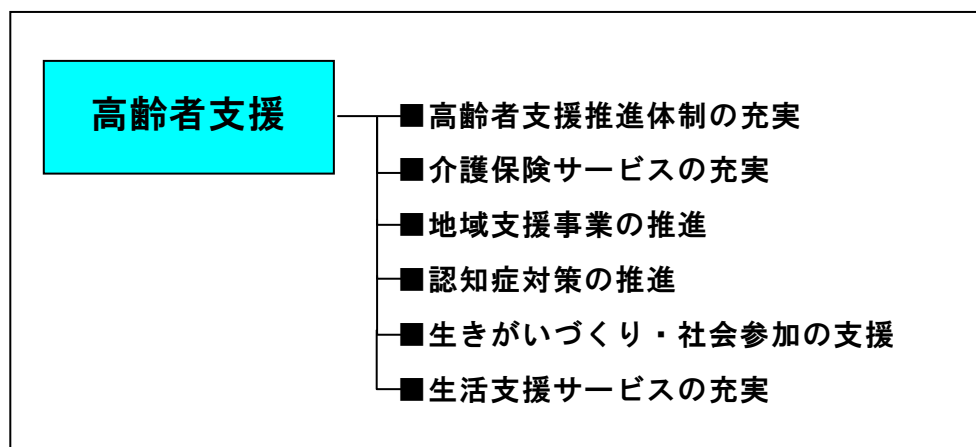 高齢者支援
■高齢者支援推進体制の充実
■介護保険サービスの充実
■地域支援事業の推進
■認知症対策の推進
■生きがいづくり・社会参加の支援
■生活支援サービスの充実